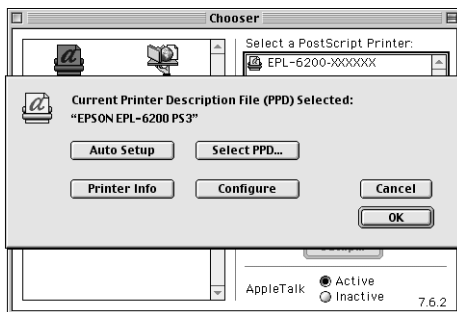 Chooser
Select a PostScript Printer:
EPL-6200-XXXXXX
Current Printer Description File (PPD) Selected:
“EPSON EPL-6200 PS3”
Auto Setup
Select PPD...
Printer Info
Configure
Cancel
OK
AppleTalk
Active
Inactive
7.6.2